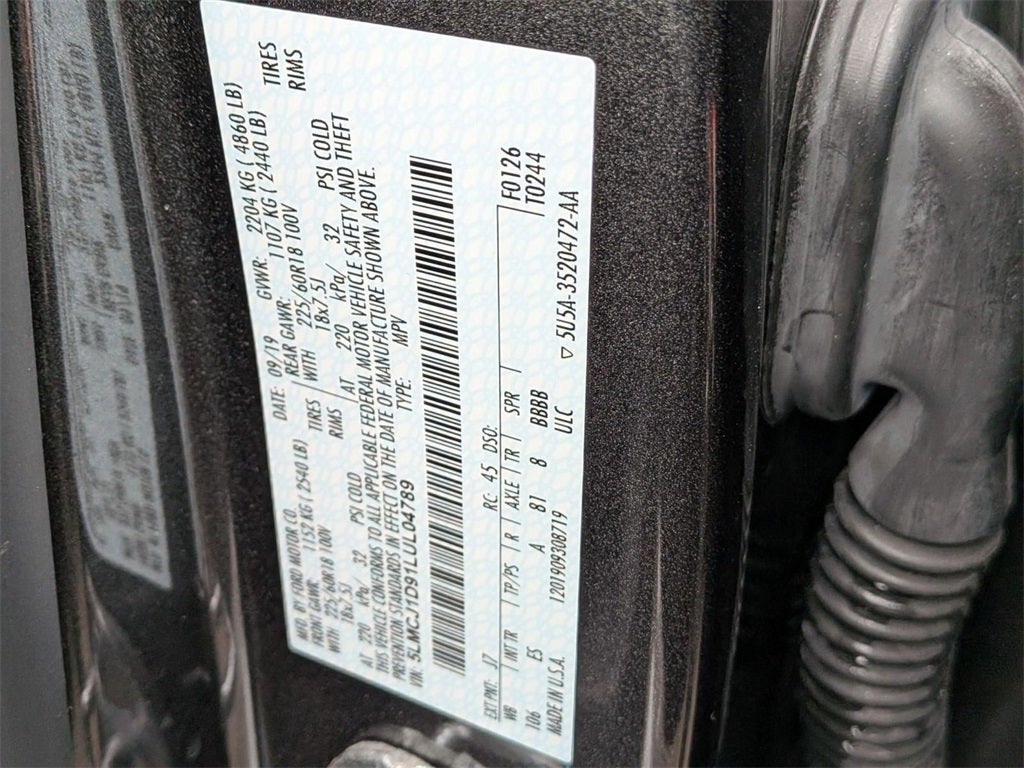 MFD. BY FORD MOTOR CO. DATE: 09/19 GVWR: 2204 KG ( 4860 LB)
FRONT GAWR: 1152 KG ( 2540 LB) REAR GAWR: 1107 KG ( 2440 LB)
WITH 225/60R18 100V TIRES WITH 225/60R18 100V TIRES
18x7.5J RIMS 18x7.5J RIMS
AT 220 kPa/ 32 PSI COLD AT 220 kPa/ 32 PSI COLD
THIS VEHICLE CONFORMS TO ALL APPLICABLE FEDERAL MOTOR VEHICLE SAFETY AND THEFT
PREVENTION STANDARDS IN EFFECT ON THE DATE OF MANUFACTURE SHOWN ABOVE.
VIN: 5LMCJ1D91LUL04789 TYPE: MPV
EXT PNT: J7 RC: 45 DSO:
WB INT TR TP/PS R AXLE TR SPR F0126
106 ES A 81 8 BBBB T0244
MADE IN U.S.A. 1201909308719 ULC
▽ 5U5A-3520472-AA